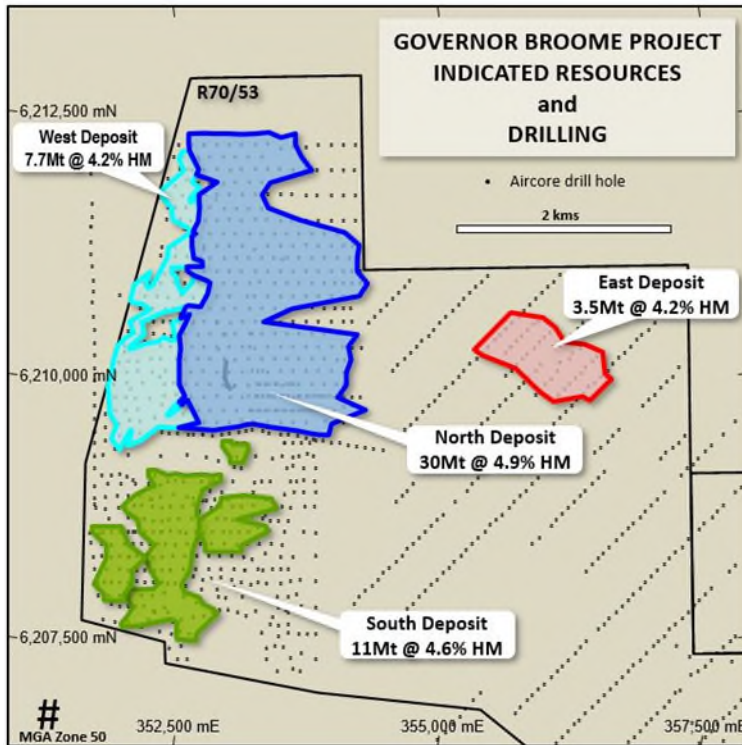 GOVERNOR BROOME PROJECT
INDICATED RESOURCES
and
DRILLING
R70/53
6,212,500 mN
West Deposit
7.7Mt @ 4.2% HM
Aircore drill hole
2 kms
East Deposit
3.5Mt @ 4.2% HM
6,210,000 mN
North Deposit
30Mt @ 4.9% HM
6,207,500 mN
South Deposit
11Mt @ 4.6% HM
#
MGA Zone 50
352,500 mE
355,000 mE
357,500 mE